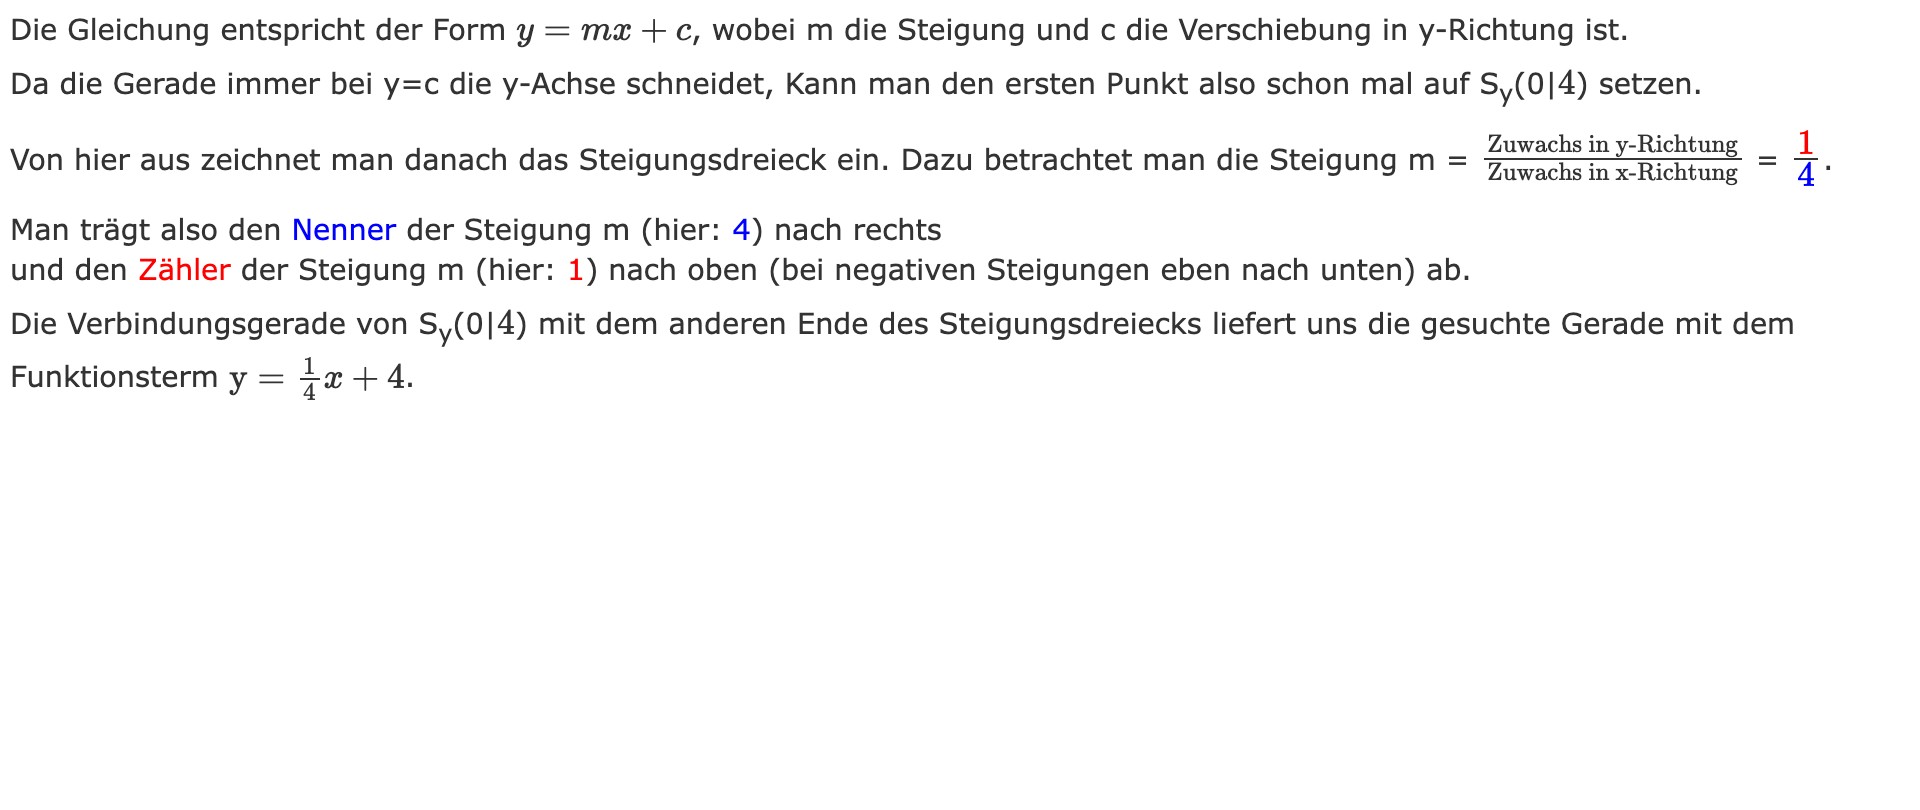 Die Gleichung entspricht der Form y = mx + c, wobei m die Steigung und c die Verschiebung in y-Richtung ist.
Da die Gerade immer bei y=c die y-Achse schneidet, Kann man den ersten Punkt also schon mal auf S_y(0|4) setzen.
Von hier aus zeichnet man danach das Steigungsdreieck ein. Dazu betrachtet man die Steigung m = Zuwachs in y-Richtung / Zuwachs in x-Richtung = 1/4.
Man trägt also den Nenner der Steigung m (hier: 4) nach rechts
und den Zähler der Steigung m (hier: 1) nach oben (bei negativen Steigungen eben nach unten) ab.
Die Verbindungsgerade von S_y(0|4) mit dem anderen Ende des Steigungsdreiecks liefert uns die gesuchte Gerade mit dem
Funktionsterm y = 1/4 x + 4.